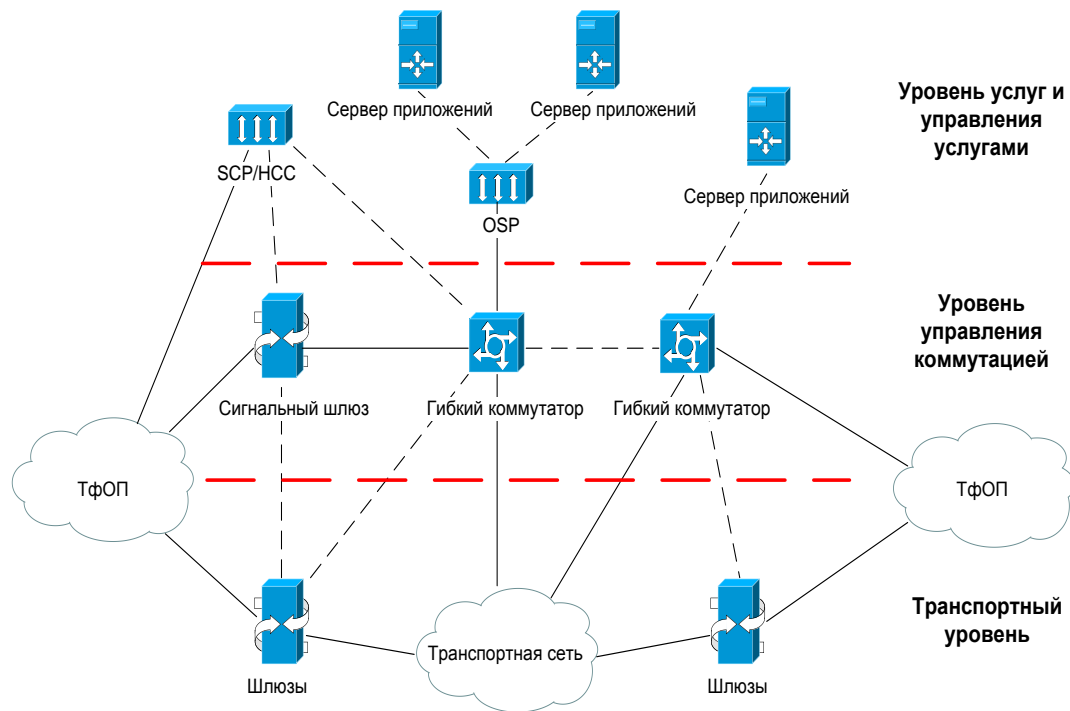 Сервер приложений
Сервер приложений
Уровень услуг и
управления
услугами
SCP/НСС
Сервер приложений
OSP
Уровень
управления
коммутацией
Сигнальный шлюз
Гибкий коммутатор
Гибкий коммутатор
ТфОП
ТфОП
Транспортный
уровень
Транспортная сеть
Шлюзы
Шлюзы